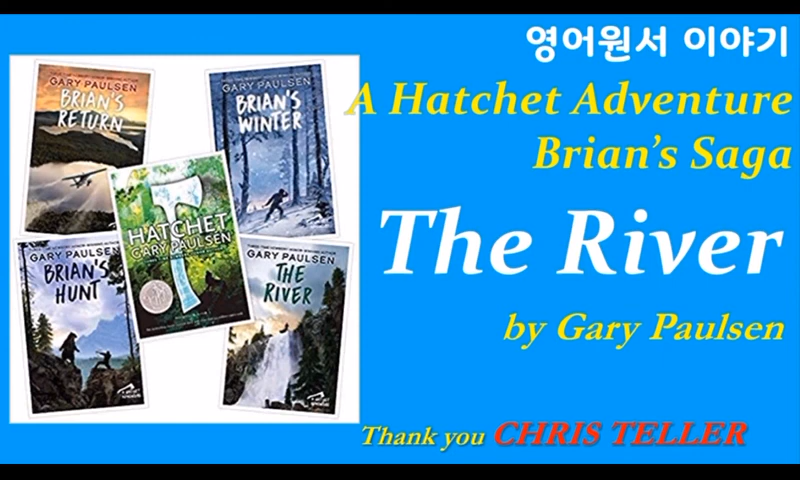 영어원서 이야기
A Hatchet Adventure
Brian's Saga
The River
by Gary Paulsen
Thank you CHRIS TELLER
GARY PAULSEN
BRIAN'S
RETURN
GARY PAULSEN
BRIAN'S
WINTER
HATCHET
GARY PAULSEN
GARY PAULSEN
BRIAN'S
HUNT
GARY PAULSEN
THE
RIVER